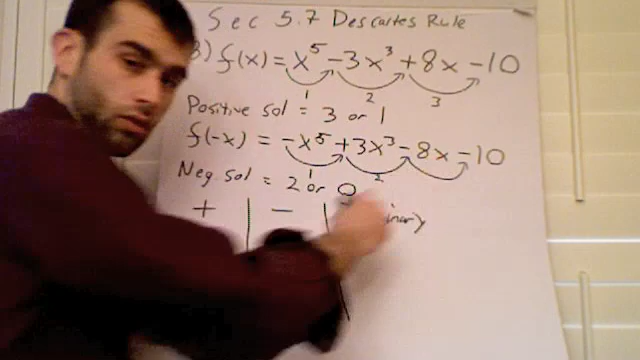 Sec 5.7 Descartes Rule
3) f(x) = x⁵ - 3x³ + 8x - 10
1 2 3
Positive sol = 3 or 1
f(-x) = -x⁵ + 3x³ - 8x - 10
1 2
Neg. sol = 2 or 0
+ | - |